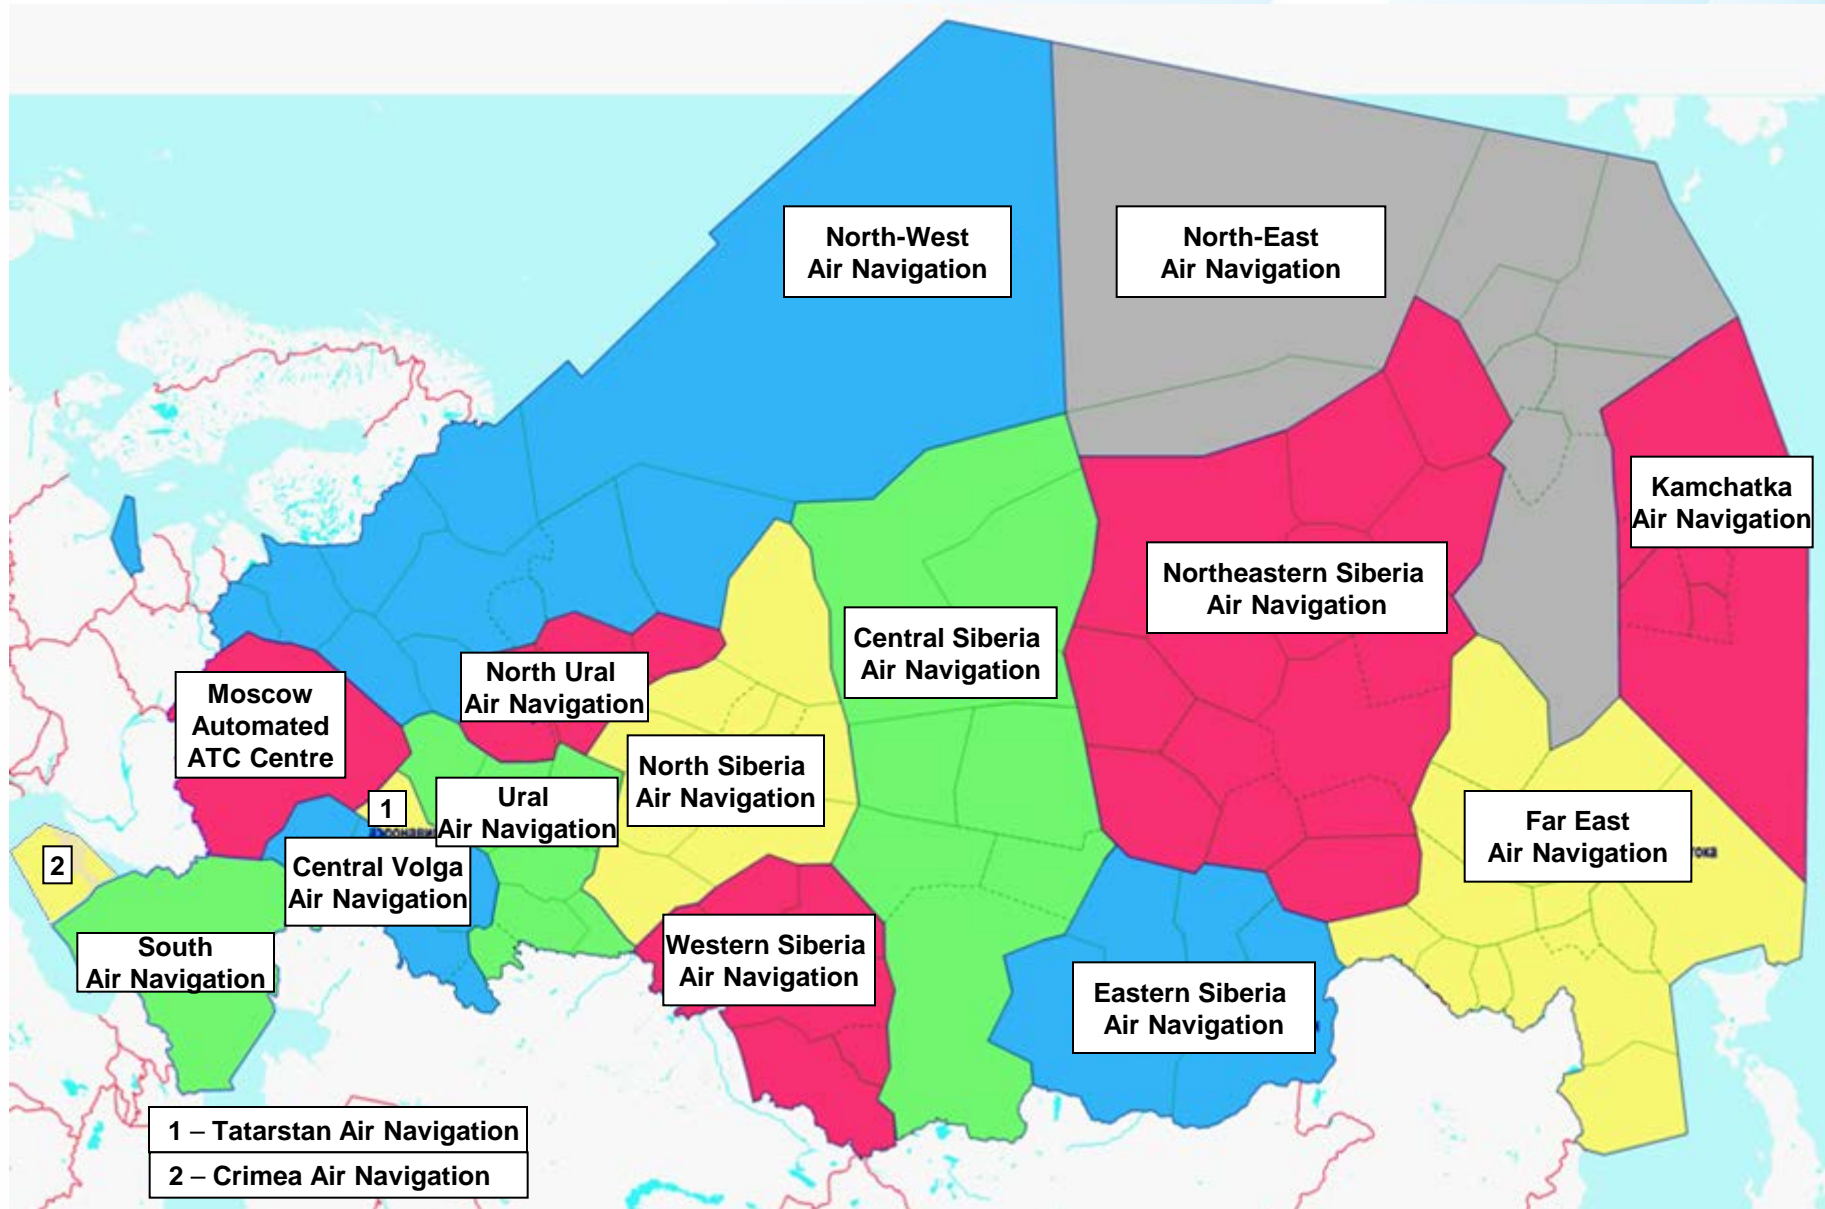 North-West
Air Navigation
North-East
Air Navigation
Kamchatka
Air Navigation
Northeastern Siberia
Air Navigation
Central Siberia
Air Navigation
North Ural
Air Navigation
Moscow
Automated
ATC Centre
North Siberia
Air Navigation
1
Ural
Air Navigation
Far East
Air Navigation
2
Central Volga
Air Navigation
South
Air Navigation
Western Siberia
Air Navigation
Eastern Siberia
Air Navigation
1 – Tatarstan Air Navigation
2 – Crimea Air Navigation